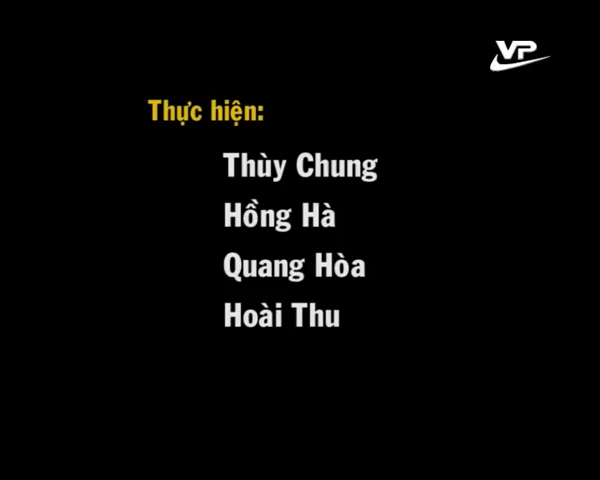 VP
Thực hiện:
Thùy Chung
Hồng Hà
Quang Hòa
Hoài Thu